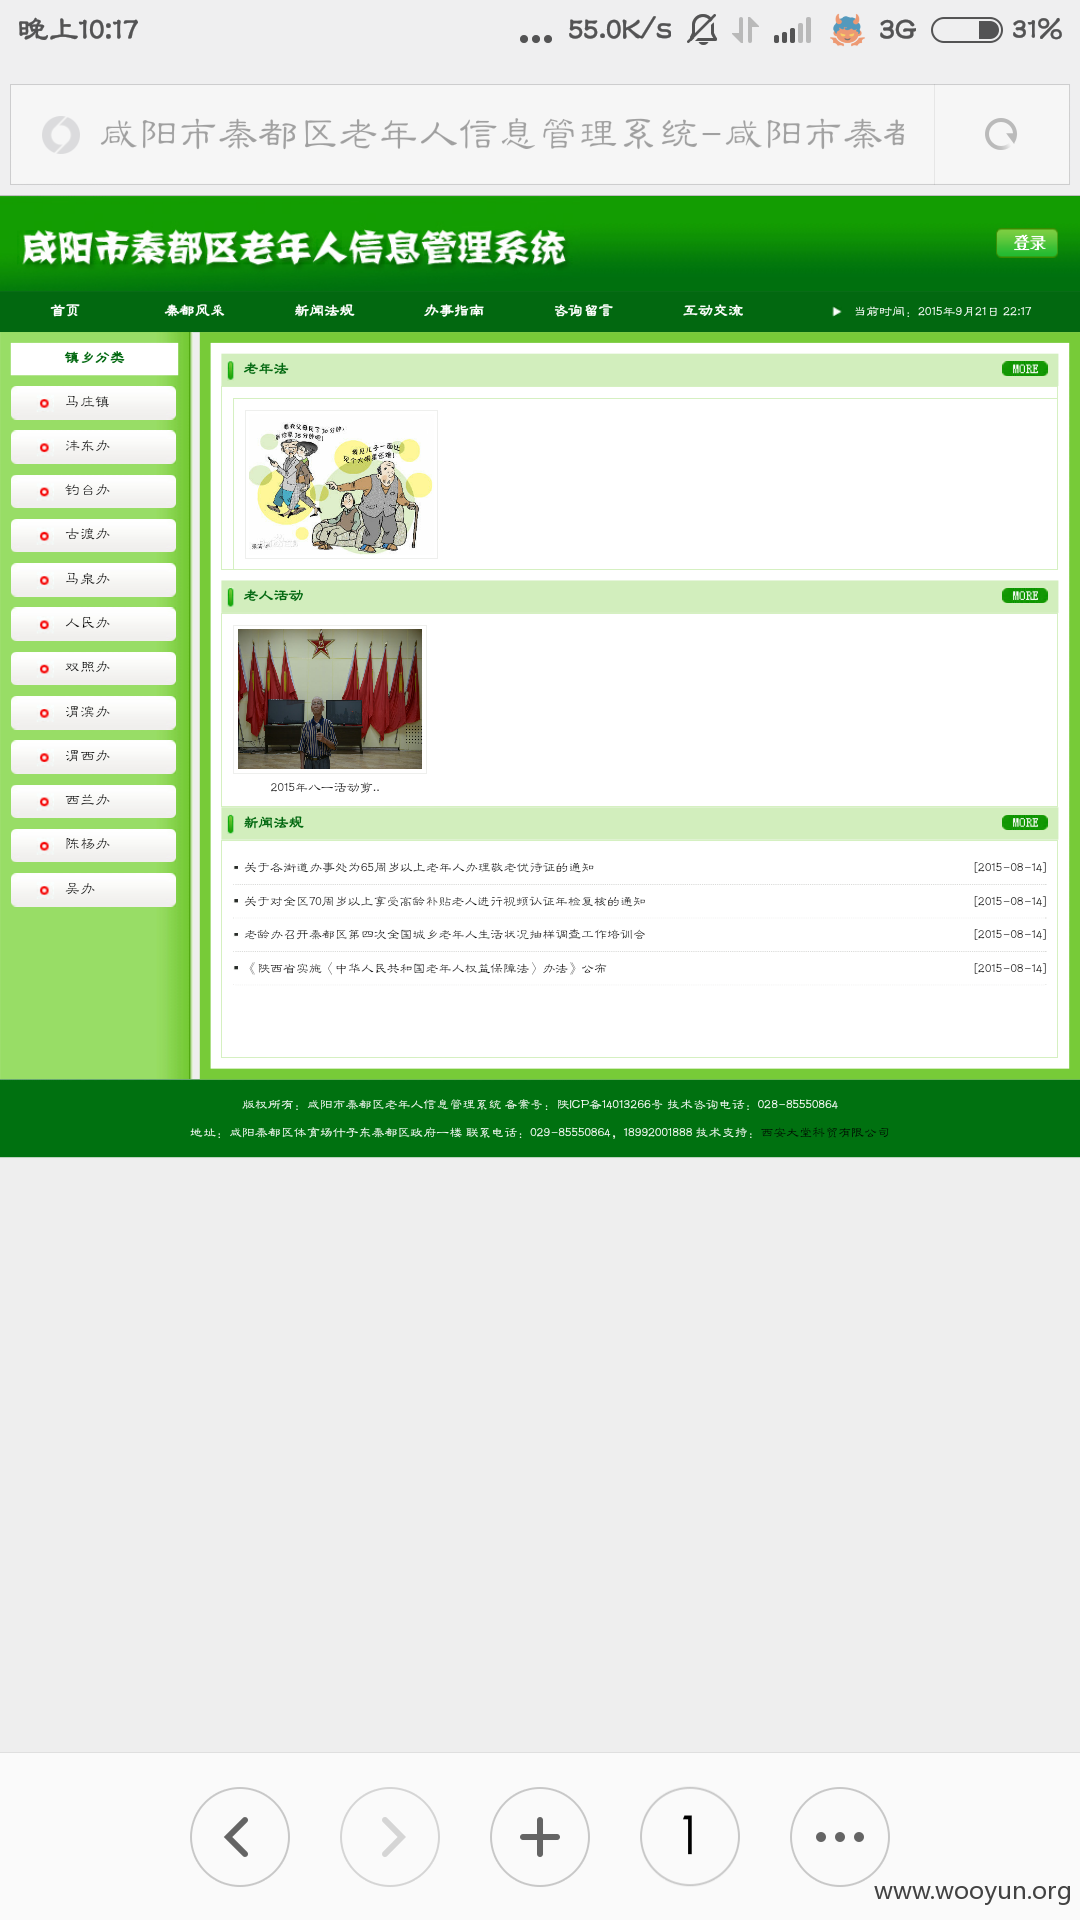 晚上10:17
... 55.0K/s 3G 31%
咸阳市秦都区老年人信息管理系统-咸阳市秦
咸阳市秦都区老年人信息管理系统
登录
首页 秦都风采 新闻法规 办事指南 咨询留言 互动交流 当前时间：2015年9月21日 22:17
镇乡分类
马庄镇
沣东办
钓台办
古渡办
马泉办
人民办
双照办
渭滨办
渭西办
西兰办
陈杨办
吴办
老年法 MORE
老人活动 MORE
2015年八一活动剪..
新闻法规 MORE
关于各街道办事处为65周岁以上老年人办理敬老优待证的通知 [2015-08-14]
关于对全区70周岁以上享受高龄补贴老人进行视频认证年检复核的通知 [2015-08-14]
老龄办召开秦都区第四次全国城乡老年人生活状况抽样调查工作培训会 [2015-08-14]
《陕西省实施〈中华人民共和国老年人权益保障法〉办法》公布 [2015-08-14]
版权所有：咸阳市秦都区老年人信息管理系统 备案号：陕ICP备14013266号 技术咨询电话：028-85550864
地址：咸阳秦都区体育场什字东秦都区政府一楼 联系电话：029-85550864，18992001888 技术支持：西安大堂科贸有限公司
1
www.wooyun.org